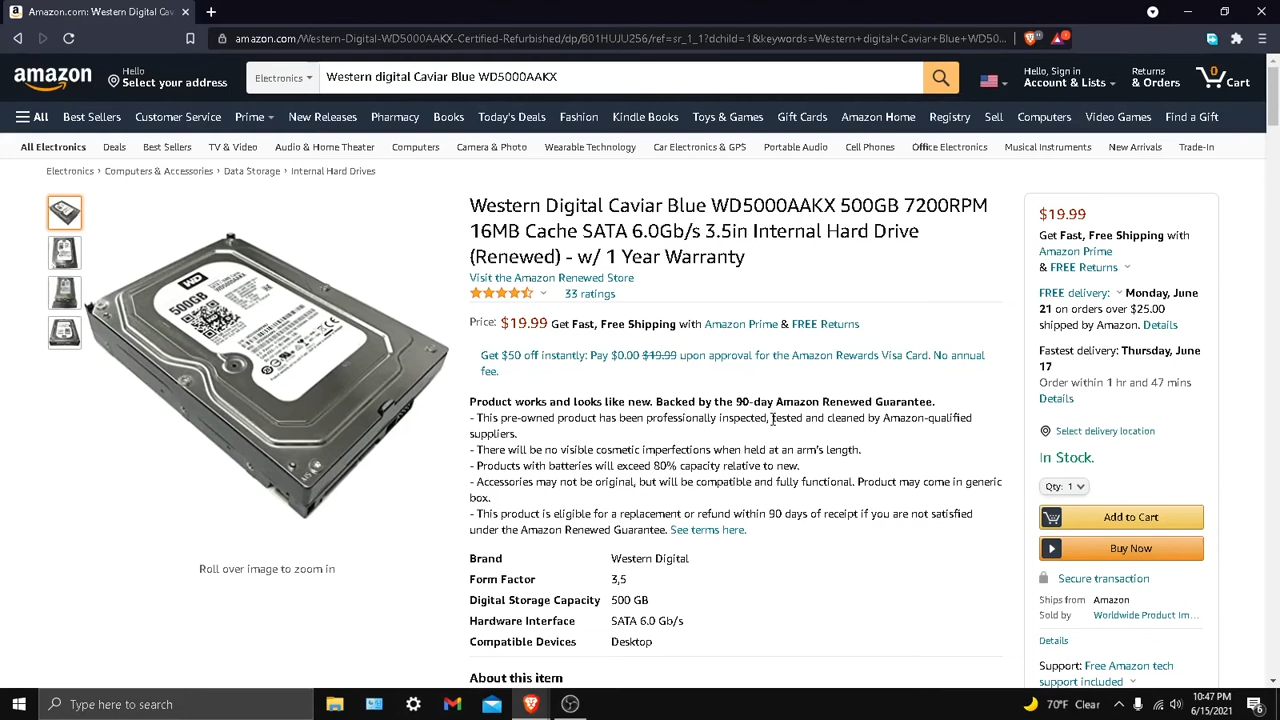 Amazon.com: Western Digital Cav
amazon.com/Western-Digital-WD5000AAKX-Certified-Refurbished/dp/B01HUJU256/ref=sr_1_1?dchild=1&keywords=Western+digital+Caviar+Blue+WD50...
amazon
Hello
Select your address
Electronics
Western digital Caviar Blue WD5000AAKX
Hello, Sign in
Account & Lists
Returns
& Orders
0
Cart
All Best Sellers Customer Service Prime New Releases Pharmacy Books Today's Deals Fashion Kindle Books Toys & Games Gift Cards Amazon Home Registry Sell Computers Video Games Find a Gift
All Electronics Deals Best Sellers TV & Video Audio & Home Theater Computers Camera & Photo Wearable Technology Car Electronics & GPS Portable Audio Cell Phones Office Electronics Musical Instruments New Arrivals Trade-In
Electronics › Computers & Accessories › Data Storage › Internal Hard Drives
WD
500GB
Roll over image to zoom in
Western Digital Caviar Blue WD5000AAKX 500GB 7200RPM
16MB Cache SATA 6.0Gb/s 3.5in Internal Hard Drive
(Renewed) - w/ 1 Year Warranty
Visit the Amazon Renewed Store
33 ratings
Price: $19.99 Get Fast, Free Shipping with Amazon Prime & FREE Returns
Get $50 off instantly: Pay $0.00 $19.99 upon approval for the Amazon Rewards Visa Card. No annual
fee.
Product works and looks like new. Backed by the 90-day Amazon Renewed Guarantee.
- This pre-owned product has been professionally inspected, tested and cleaned by Amazon-qualified
suppliers.
- There will be no visible cosmetic imperfections when held at an arm's length.
- Products with batteries will exceed 80% capacity relative to new.
- Accessories may not be original, but will be compatible and fully functional. Product may come in generic
box.
- This product is eligible for a replacement or refund within 90 days of receipt if you are not satisfied
under the Amazon Renewed Guarantee. See terms here.
Brand Western Digital
Form Factor 3,5
Digital Storage Capacity 500 GB
Hardware Interface SATA 6.0 Gb/s
Compatible Devices Desktop
About this item
$19.99
Get Fast, Free Shipping with
Amazon Prime
& FREE Returns
FREE delivery: Monday, June
21 on orders over $25.00
shipped by Amazon. Details
Fastest delivery: Thursday, June
17
Order within 1 hr and 47 mins
Details
Select delivery location
In Stock.
Qty: 1
Add to Cart
Buy Now
Secure transaction
Ships from Amazon
Sold by Worldwide Product Im...
Details
Support: Free Amazon tech
support included
Type here to search
70°F Clear
10:47 PM
6/15/2021
6